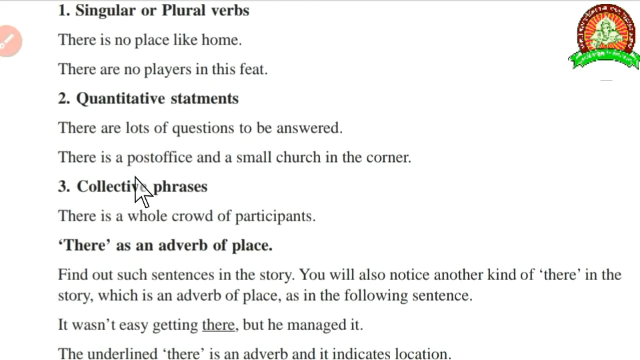 1. Singular or Plural verbs
There is no place like home.
There are no players in this feat.
2. Quantitative statments
There are lots of questions to be answered.
There is a postoffice and a small church in the corner.
3. Collective phrases
There is a whole crowd of participants.
‘There’ as an adverb of place.
Find out such sentences in the story. You will also notice another kind of ‘there’ in the
story, which is an adverb of place, as in the following sentence.
It wasn’t easy getting there, but he managed it.
The underlined ‘there’ is an adverb and it indicates location.